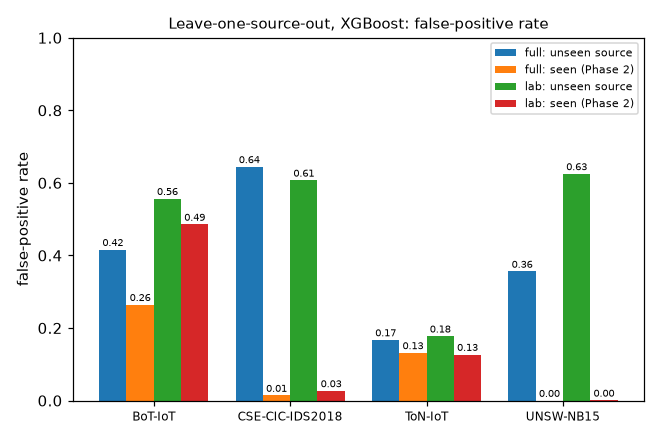 Leave-one-source-out, XGBoost: false-positive rate
full: unseen source
full: seen (Phase 2)
lab: unseen source
lab: seen (Phase 2)
false-positive rate
1.0
0.8
0.6
0.4
0.2
0.0
0.42
0.26
0.56
0.49
0.64
0.01
0.61
0.03
0.17
0.13
0.18
0.13
0.36
0.00
0.63
0.00
BoT-IoT
CSE-CIC-IDS2018
ToN-IoT
UNSW-NB15